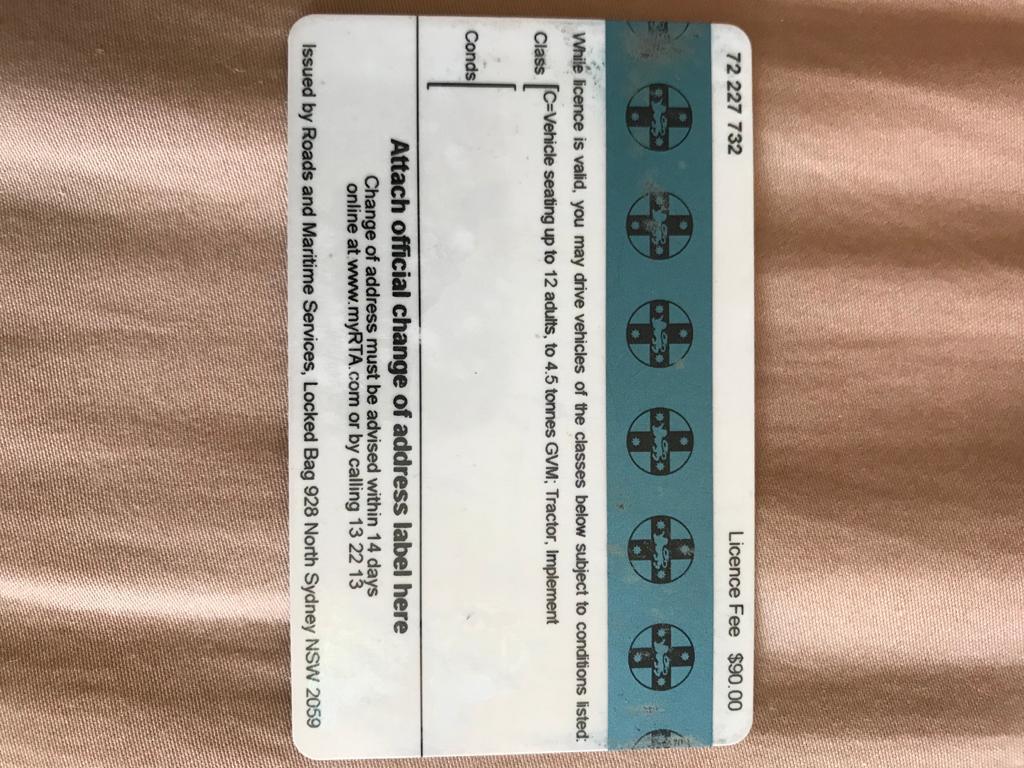 72 227 732 Licence Fee $90.00
While licence is valid, you may drive vehicles of the classes below subject to conditions listed:
Class [C=Vehicle seating up to 12 adults, to 4.5 tonnes GVM; Tractor, Implement
Conds [
Attach official change of address label here
Change of address must be advised within 14 days
online at www.myRTA.com or by calling 13 22 13
Issued by Roads and Maritime Services, Locked Bag 928 North Sydney NSW 2059